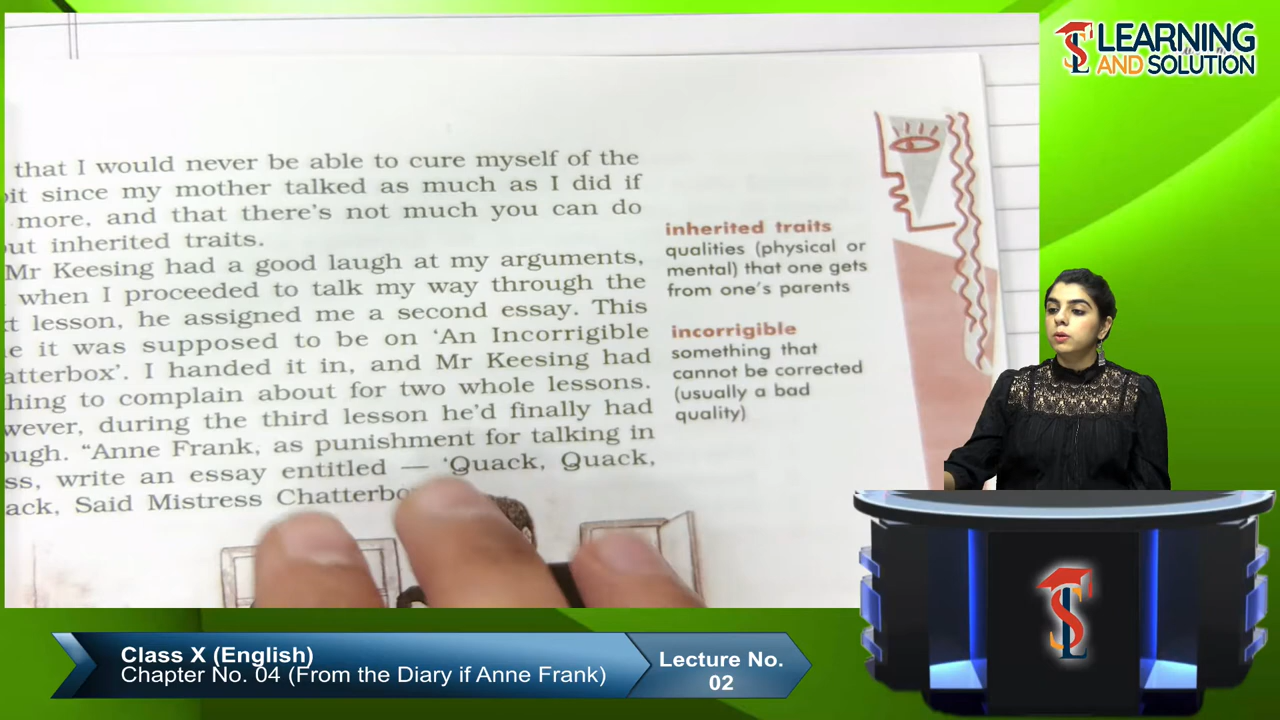 LEARNING
AND SOLUTION
that I would never be able to cure myself of the
bit since my mother talked as much as I did if
more, and that there's not much you can do
out inherited traits.
Mr Keesing had a good laugh at my arguments,
when I proceeded to talk my way through the
xt lesson, he assigned me a second essay. This
e it was supposed to be on ‘An Incorrigible
atterbox’. I handed it in, and Mr Keesing had
hing to complain about for two whole lessons.
wever, during the third lesson he'd finally had
ough. “Anne Frank, as punishment for talking in
ss, write an essay entitled — ‘Quack, Quack,
ack, Said Mistress Chatterbo
inherited traits
qualities (physical or
mental) that one gets
from one's parents
incorrigible
something that
cannot be corrected
(usually a bad
quality)
Class X (English)
Chapter No. 04 (From the Diary if Anne Frank)
Lecture No.
02